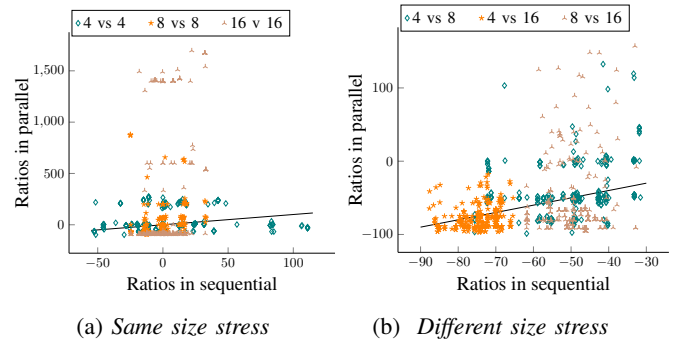 4 vs 4 8 vs 8 16 v 16
1,500
1,000
500
0
−50 0 50 100
Ratios in parallel
Ratios in sequential
(a) Same size stress
4 vs 8 4 vs 16 8 vs 16
100
0
−100
−90 −80 −70 −60 −50 −40 −30
Ratios in parallel
Ratios in sequential
(b) Different size stress